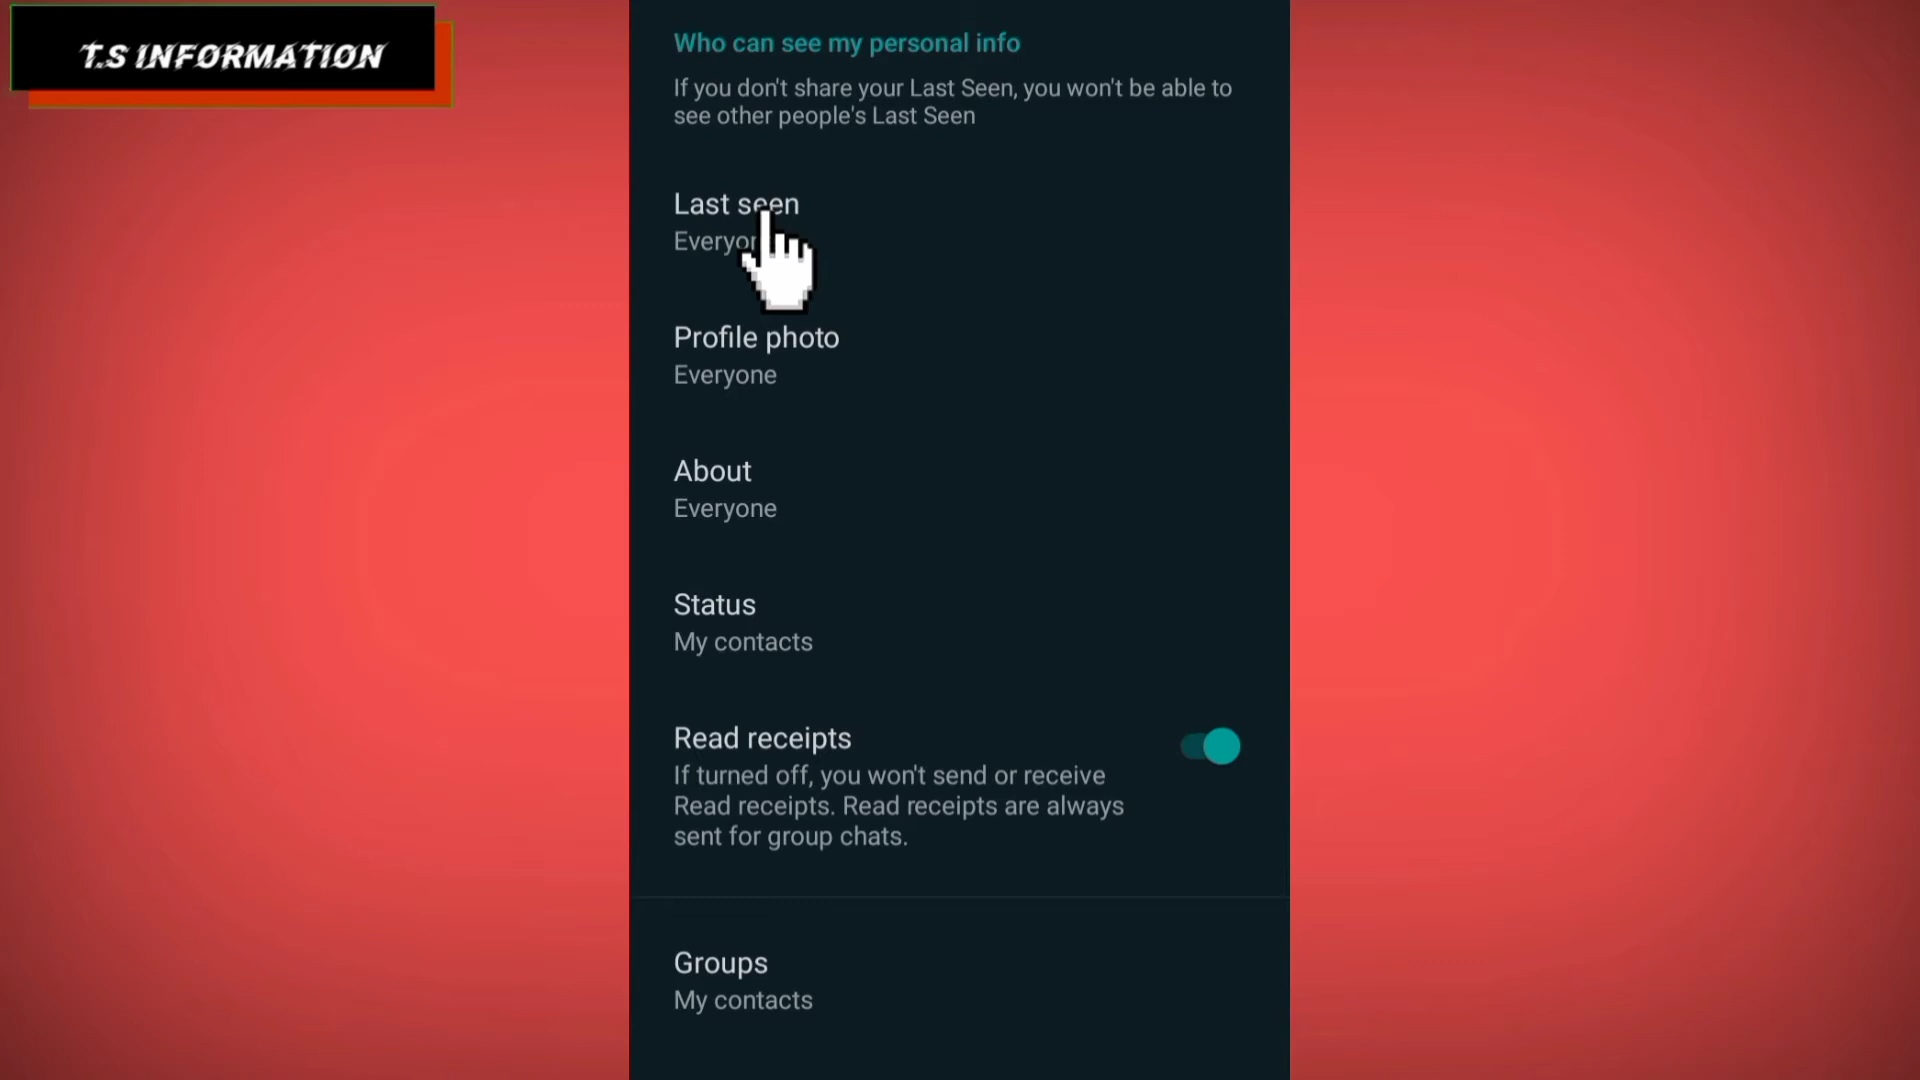 T.S INFORMATION
Who can see my personal info
If you don't share your Last Seen, you won't be able to
see other people's Last Seen
Last seen
Profile photo
Everyone
About
Everyone
Status
My contacts
Read receipts
If turned off, you won't send or receive
Read receipts. Read receipts are always
sent for group chats.
Groups
My contacts